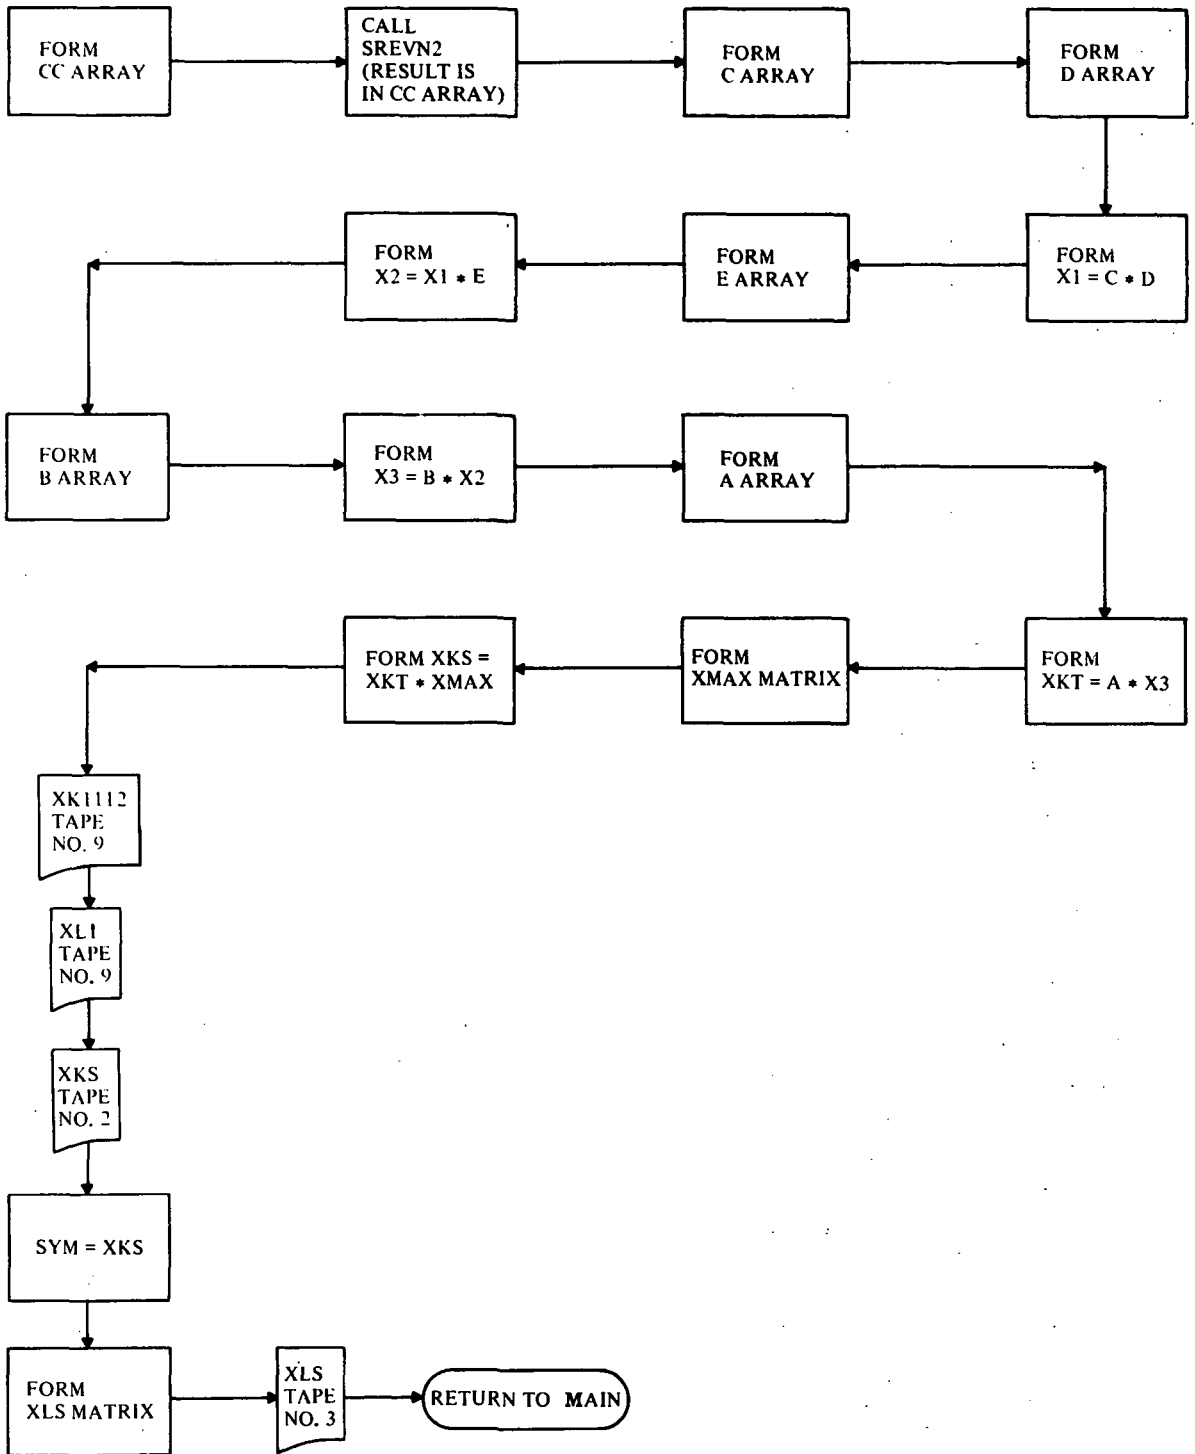 FORM
CC ARRAY
CALL
SREVN2
(RESULT IS
IN CC ARRAY)
FORM
C ARRAY
FORM
D ARRAY
FORM
X1 = C * D
FORM
E ARRAY
FORM
X2 = X1 * E
FORM
B ARRAY
FORM
X3 = B * X2
FORM
A ARRAY
FORM
XKT = A * X3
FORM
XMAX MATRIX
FORM XKS =
XKT * XMAX
XK1112
TAPE
NO. 9
XL1
TAPE
NO. 9
XKS
TAPE
NO. 2
SYM = XKS
FORM
XLS MATRIX
XLS
TAPE
NO. 3
RETURN TO MAIN